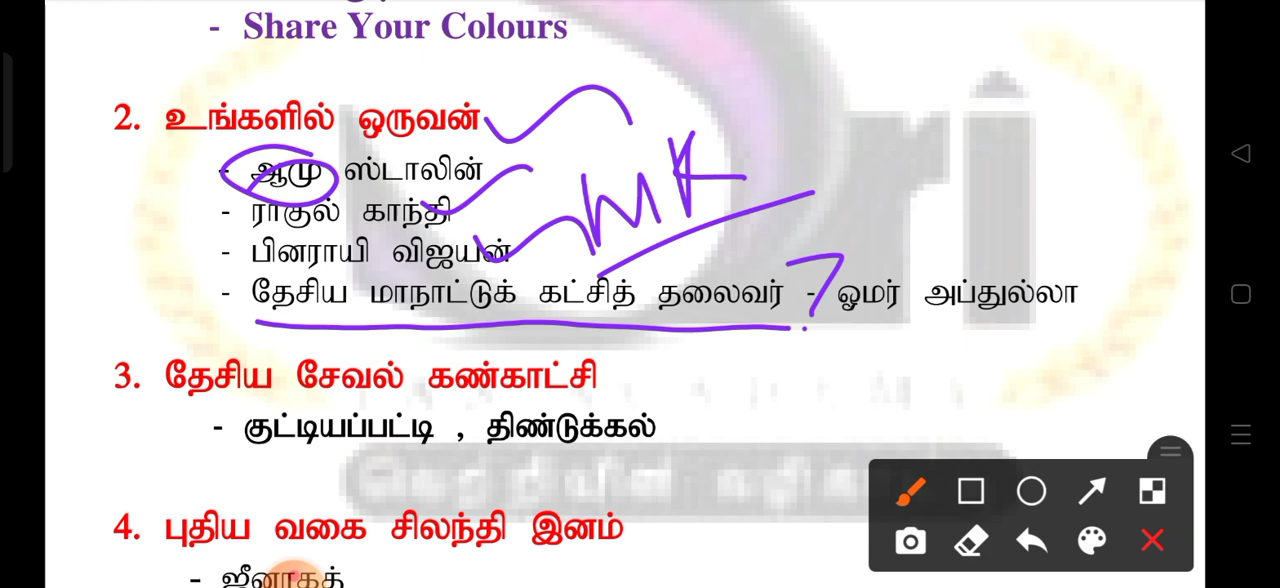 - Share Your Colours
2. உங்களில் ஒருவன்
- ஆமு ஸ்டாலின்
MK
- ராகுல் காந்தி
- பினராயி விஜயன்
- தேசிய மாநாட்டுக் கட்சித் தலைவர் - ஓமர் அப்துல்லா
3. தேசிய சேவல் கண்காட்சி
- குட்டியப்பட்டி , திண்டுக்கல்
4. புதிய வகை சிலந்தி இனம்